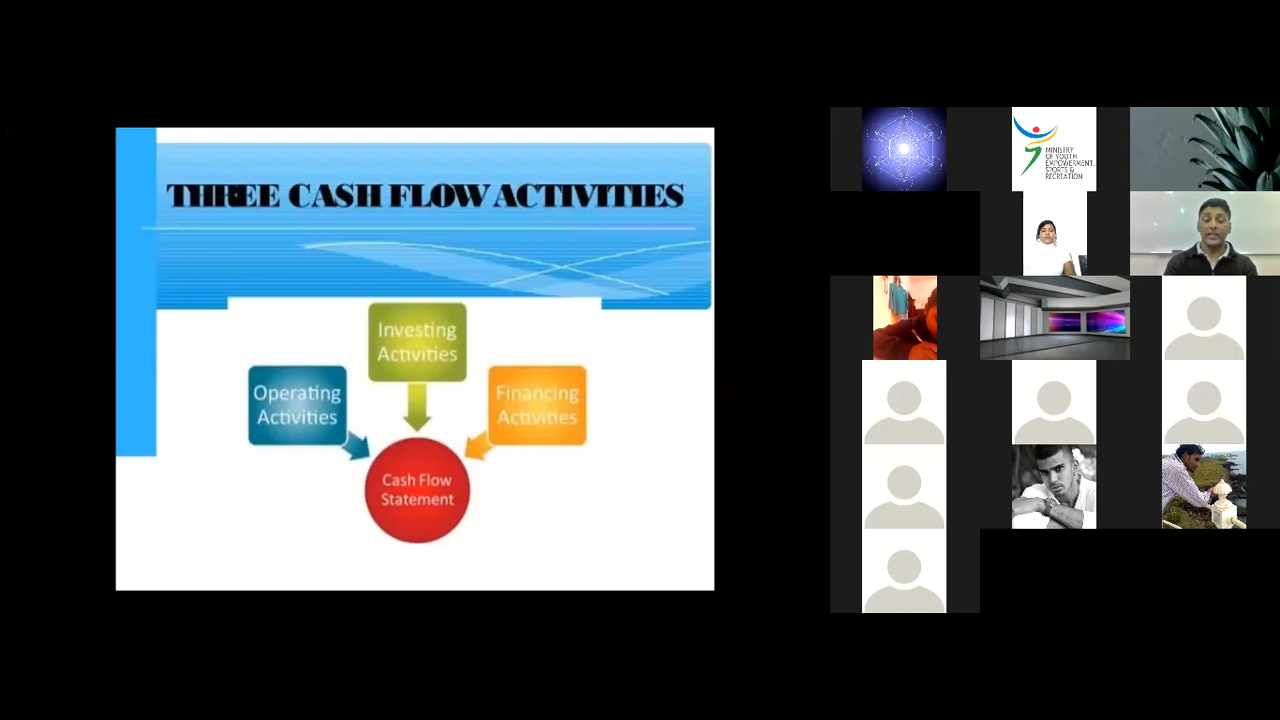 THREE CASH FLOW ACTIVITIES
Investing
Activities
Operating
Activities
Financing
Activities
Cash Flow
Statement
MINISTRY
OF YOUTH
EMPOWERMENT,
SPORTS &
RECREATION